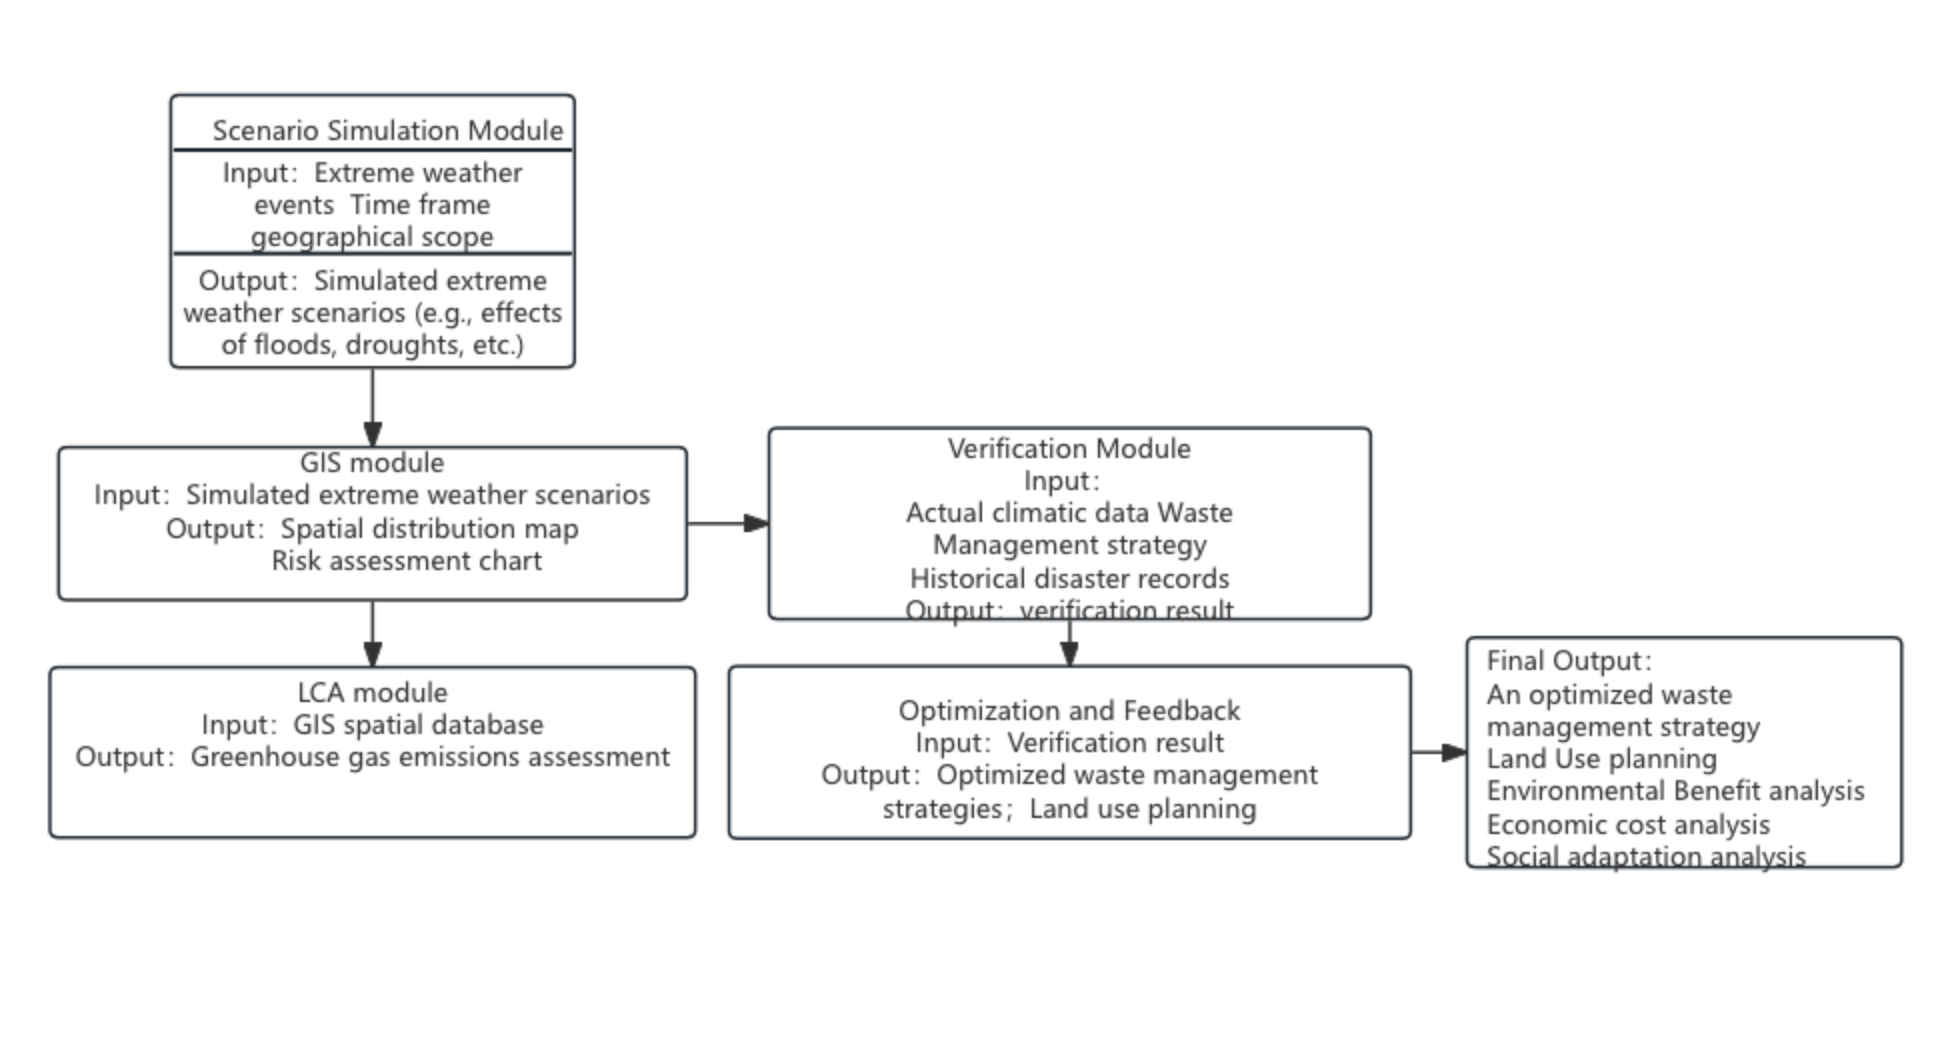 Scenario Simulation Module
Input： Extreme weather
events  Time frame
geographical scope
Output： Simulated extreme
weather scenarios (e.g., effects
of floods, droughts, etc.)
GIS module
Input： Simulated extreme weather scenarios
Output： Spatial distribution map
Risk assessment chart
LCA module
Input： GIS spatial database
Output： Greenhouse gas emissions assessment
Verification Module
Input：
Actual climatic data Waste
Management strategy
Historical disaster records
Output： verification result
Optimization and Feedback
Input： Verification result
Output： Optimized waste management
strategies； Land use planning
Final Output：
An optimized waste
management strategy
Land Use planning
Environmental Benefit analysis
Economic cost analysis
Social adaptation analysis